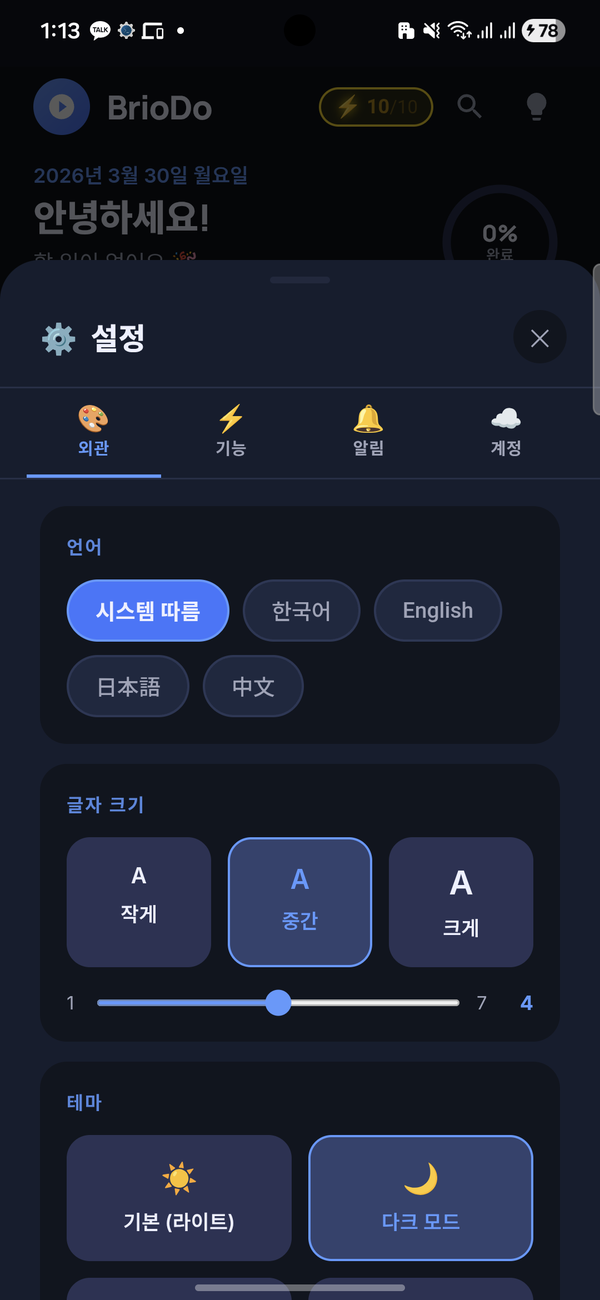 1:13 TALK 78
BrioDo 10/10
2026년 3월 30일 월요일
안녕하세요!
0%
완료
설정
외관 기능 알림 계정
언어
시스템 따름 한국어 English
日本語 中文
글자 크기
A A A
작게 중간 크게
1 7 4
테마
기본 (라이트) 다크 모드